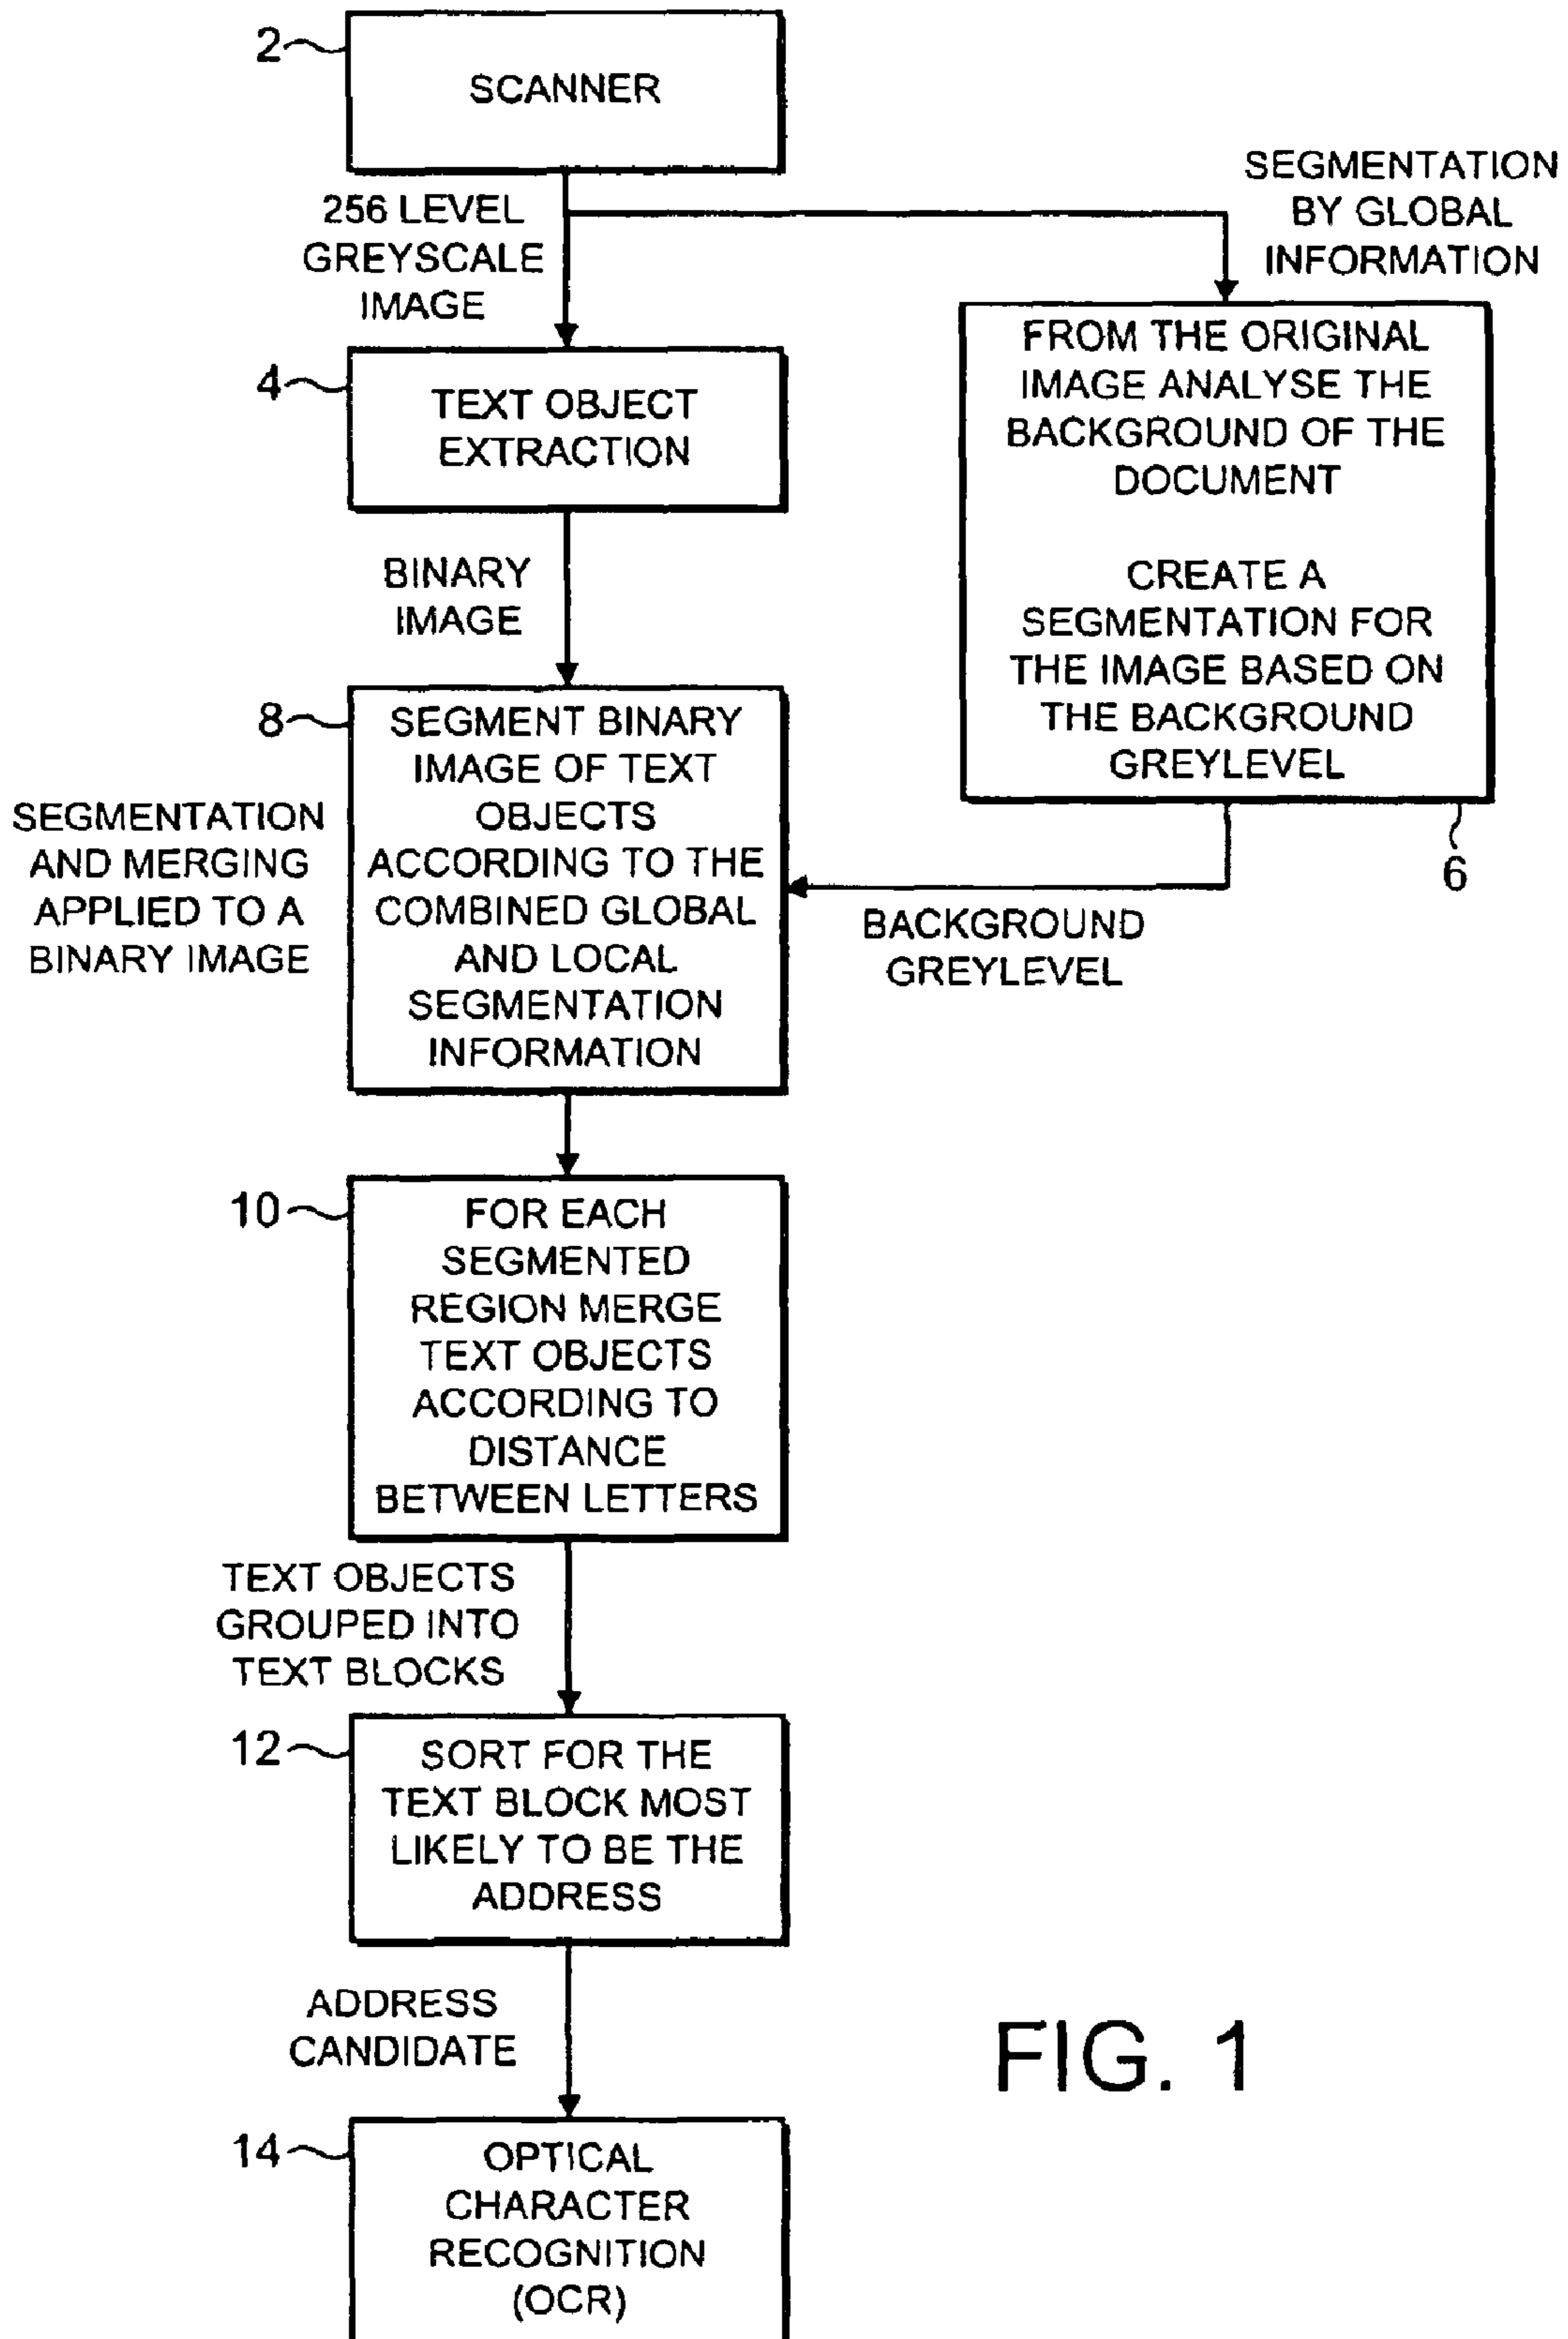 2
SCANNER
256 LEVEL
GREYSCALE
IMAGE
SEGMENTATION
BY GLOBAL
INFORMATION
4
TEXT OBJECT
EXTRACTION
FROM THE ORIGINAL
IMAGE ANALYSE THE
BACKGROUND OF THE
DOCUMENT
CREATE A
SEGMENTATION FOR
THE IMAGE BASED ON
THE BACKGROUND
GREYLEVEL
6
BINARY
IMAGE
8
SEGMENT BINARY
IMAGE OF TEXT
OBJECTS
ACCORDING TO THE
COMBINED GLOBAL
AND LOCAL
SEGMENTATION
INFORMATION
SEGMENTATION
AND MERGING
APPLIED TO A
BINARY IMAGE
BACKGROUND
GREYLEVEL
10
FOR EACH
SEGMENTED
REGION MERGE
TEXT OBJECTS
ACCORDING TO
DISTANCE
BETWEEN LETTERS
TEXT OBJECTS
GROUPED INTO
TEXT BLOCKS
12
SORT FOR THE
TEXT BLOCK MOST
LIKELY TO BE THE
ADDRESS
ADDRESS
CANDIDATE
14
OPTICAL
CHARACTER
RECOGNITION
(OCR)
FIG. 1